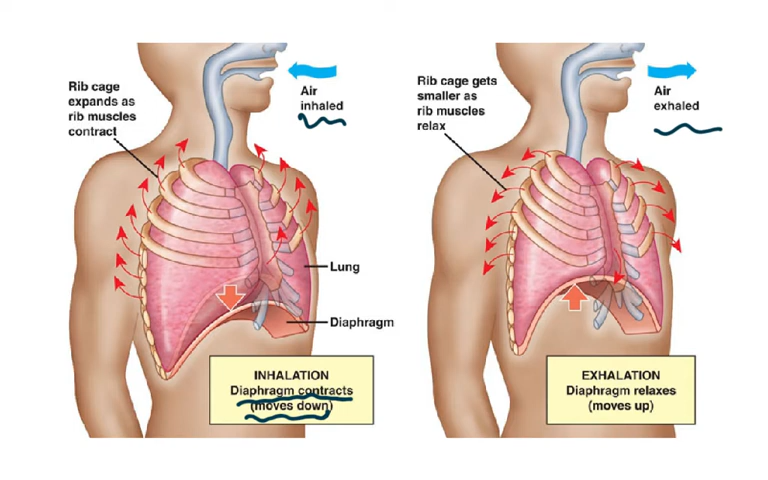 Rib cage
expands as
rib muscles
contract
Air
inhaled
Lung
Diaphragm
INHALATION
Diaphragm contracts
(moves down)
Rib cage gets
smaller as
rib muscles
relax
Air
exhaled
EXHALATION
Diaphragm relaxes
(moves up)